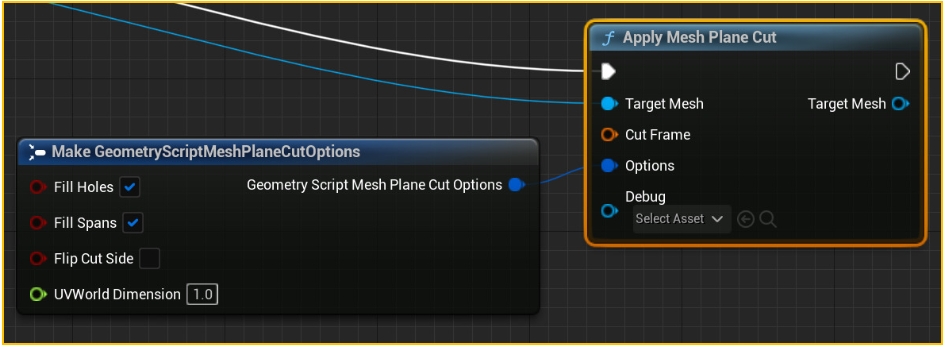 Apply Mesh Plane Cut
Target Mesh
Target Mesh
Cut Frame
Options
Debug
Select Asset
Make GeometryScriptMeshPlaneCutOptions
Fill Holes
Geometry Script Mesh Plane Cut Options
Fill Spans
Flip Cut Side
UVWorld Dimension 1.0